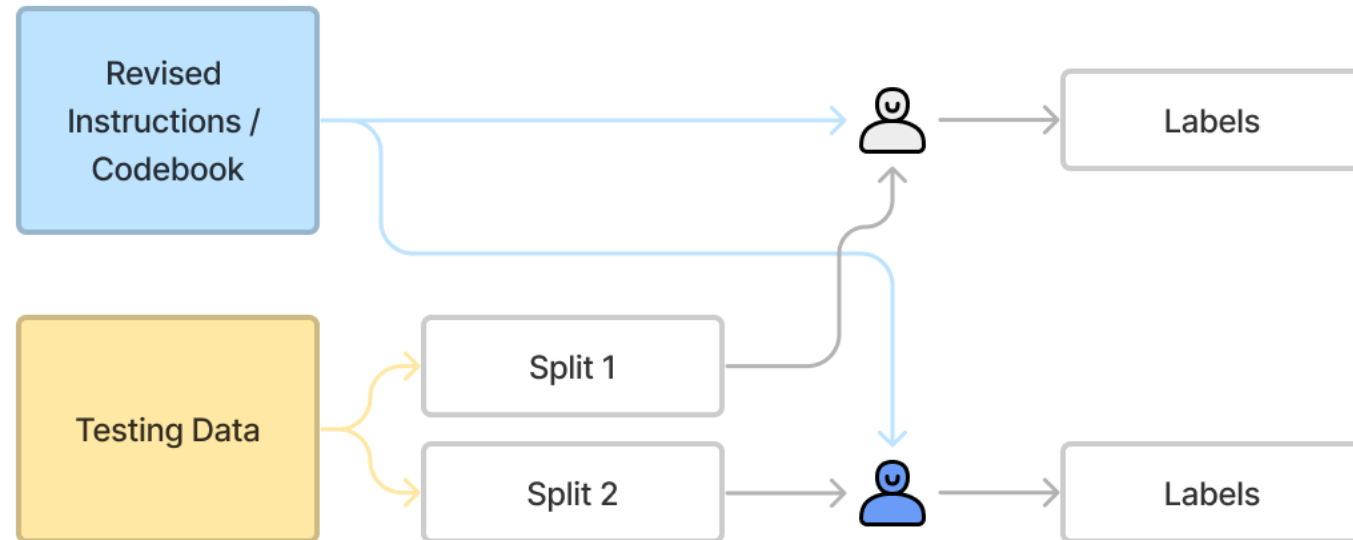 Revised
Instructions /
Codebook
Labels
Testing Data
Split 1
Split 2
Labels